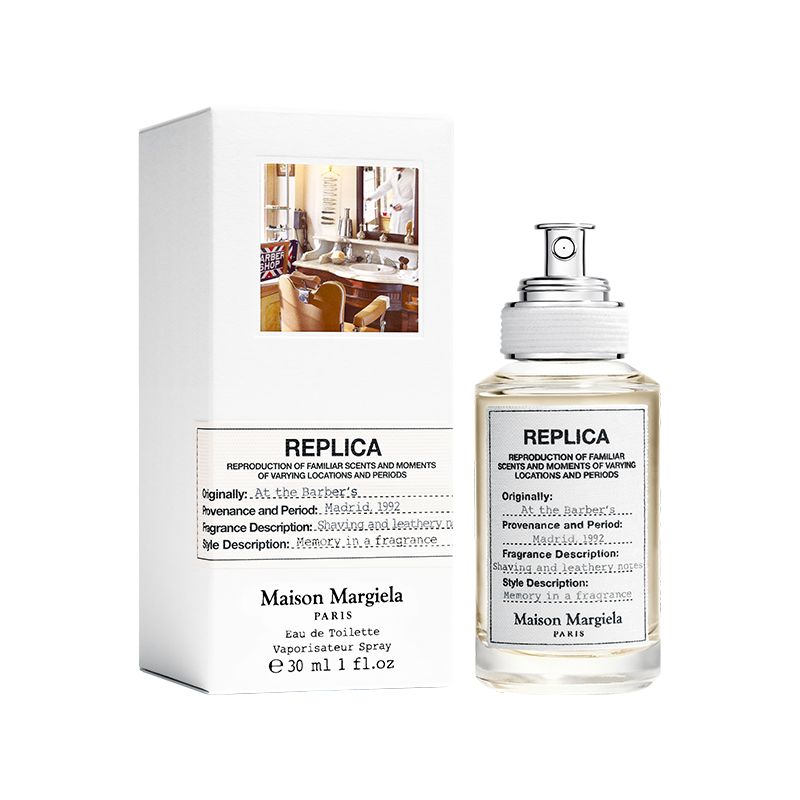 BARBER
SHOP
REPLICA
REPRODUCTION OF FAMILIAR SCENTS AND MOMENTS
OF VARYING LOCATIONS AND PERIODS
Originally: At the Barber's
Provenance and Period: Madrid, 1992
Fragrance Description: Shaving and leathery
Style Description: Memory in a fragrance
Maison Margiela
PARIS
Eau de Toilette
Vaporisateur Spray
℮ 30 ml 1 fl.oz
REPLICA
REPRODUCTION OF FAMILIAR
SCENTS AND MOMENTS OF VARYING
LOCATIONS AND PERIODS
Originally:
At the Barber's
Provenance and Period:
Madrid, 1992
Fragrance Description:
Shaving and leathery notes
Style Description:
Memory in a fragrance
Maison Margiela
PARIS